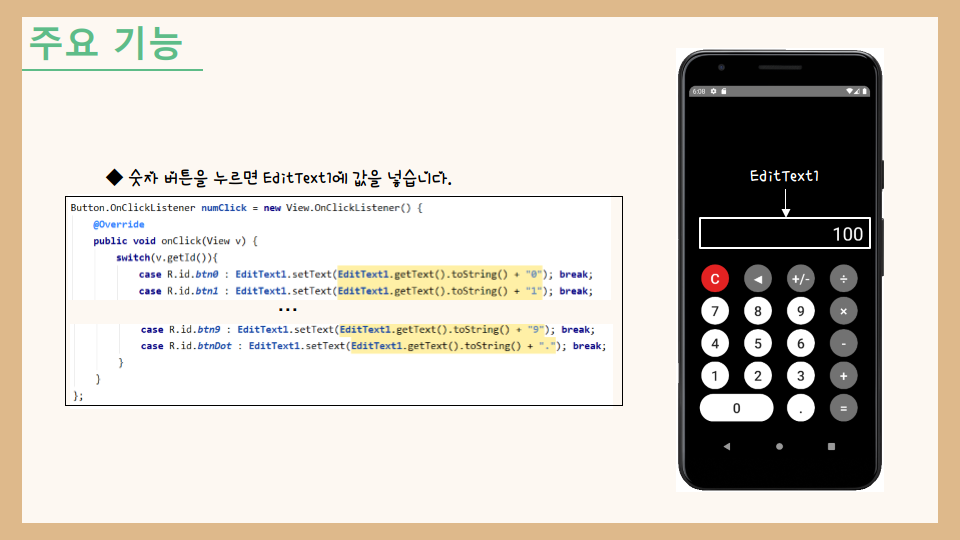 주요 기능
◆ 숫자 버튼을 누르면 EditText1에 값을 넣습니다.
Button.OnClickListener numClick = new View.OnClickListener() {
@Override
public void onClick(View v) {
switch(v.getId()){
case R.id.btn0 : EditText1.setText(EditText1.getText().toString() + "0"); break;
case R.id.btn1 : EditText1.setText(EditText1.getText().toString() + "1"); break;
...
case R.id.btn9 : EditText1.setText(EditText1.getText().toString() + "9"); break;
case R.id.btnDot : EditText1.setText(EditText1.getText().toString() + "."); break;
}
}
};
6:08
EditText1
100
C ◀ +/- ÷
7 8 9 ×
4 5 6 -
1 2 3 +
0 . =